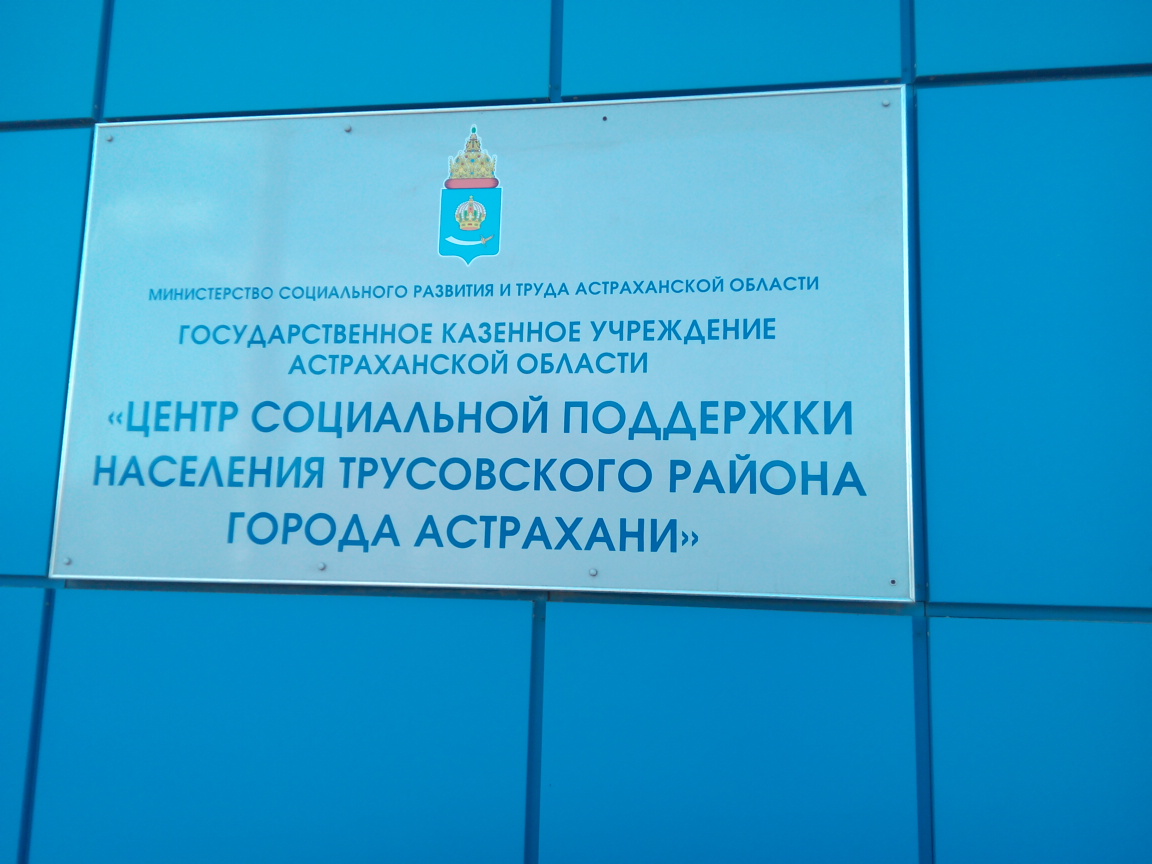 МИНИСТЕРСТВО СОЦИАЛЬНОГО РАЗВИТИЯ И ТРУДА АСТРАХАНСКОЙ ОБЛАСТИ
ГОСУДАРСТВЕННОЕ КАЗЕННОЕ УЧРЕЖДЕНИЕ
АСТРАХАНСКОЙ ОБЛАСТИ
«ЦЕНТР СОЦИАЛЬНОЙ ПОДДЕРЖКИ
НАСЕЛЕНИЯ ТРУСОВСКОГО РАЙОНА
ГОРОДА АСТРАХАНИ»